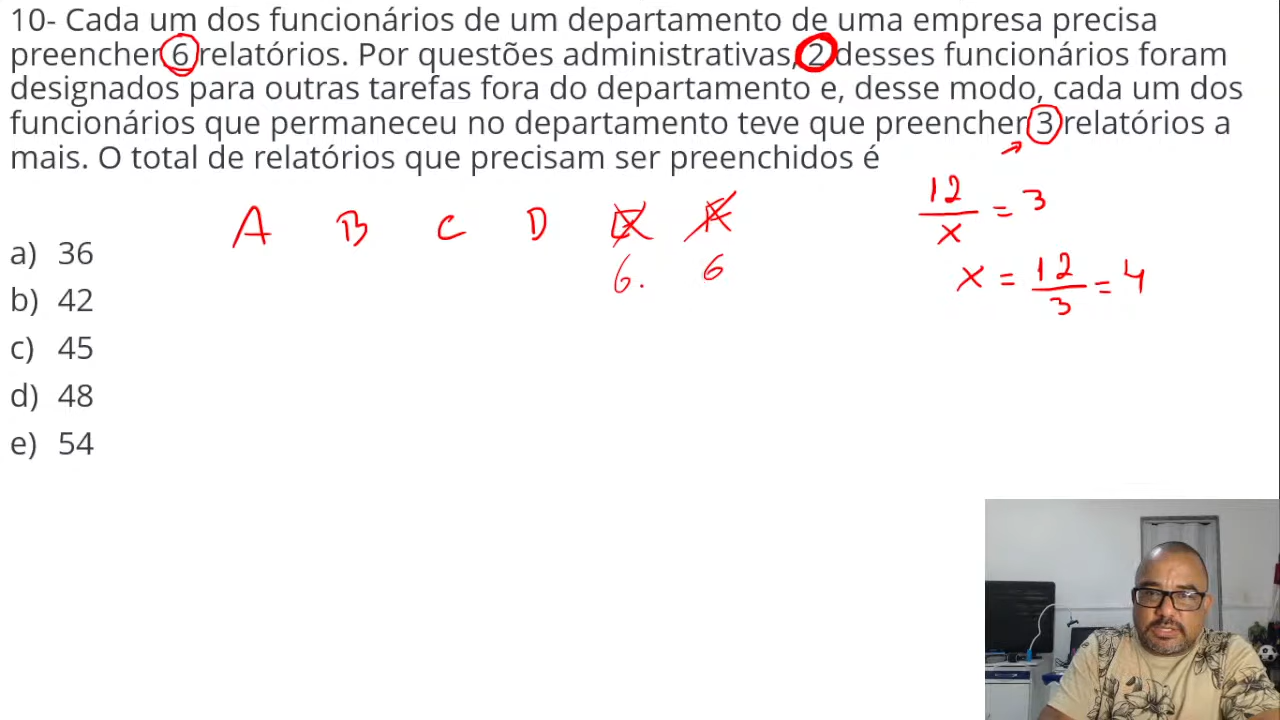 10- Cada um dos funcionários de um departamento de uma empresa precisa
preencher 6 relatórios. Por questões administrativas, 2 desses funcionários foram
designados para outras tarefas fora do departamento e, desse modo, cada um dos
funcionários que permaneceu no departamento teve que preencher 3 relatórios a
mais. O total de relatórios que precisam ser preenchidos é
12/x = 3
A B C D E F
6. 6
x = 12/3 = 4
a) 36
b) 42
c) 45
d) 48
e) 54